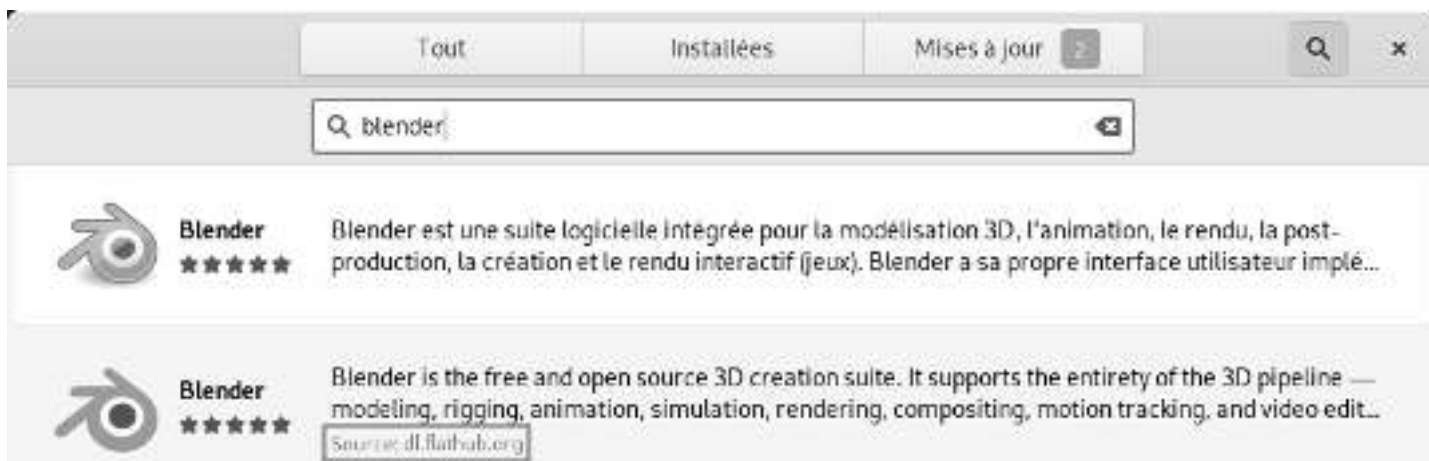 Tout
Installées
Mises à jour 2
blender
Blender
Blender est une suite logicielle intégrée pour la modélisation 3D, l'animation, le rendu, la post-
production, la création et le rendu interactif (jeux). Blender a sa propre interface utilisateur implé...
Blender
Blender is the free and open source 3D creation suite. It supports the entirety of the 3D pipeline —
modeling, rigging, animation, simulation, rendering, compositing, motion tracking, and video edit...
Source: dl.flathub.org